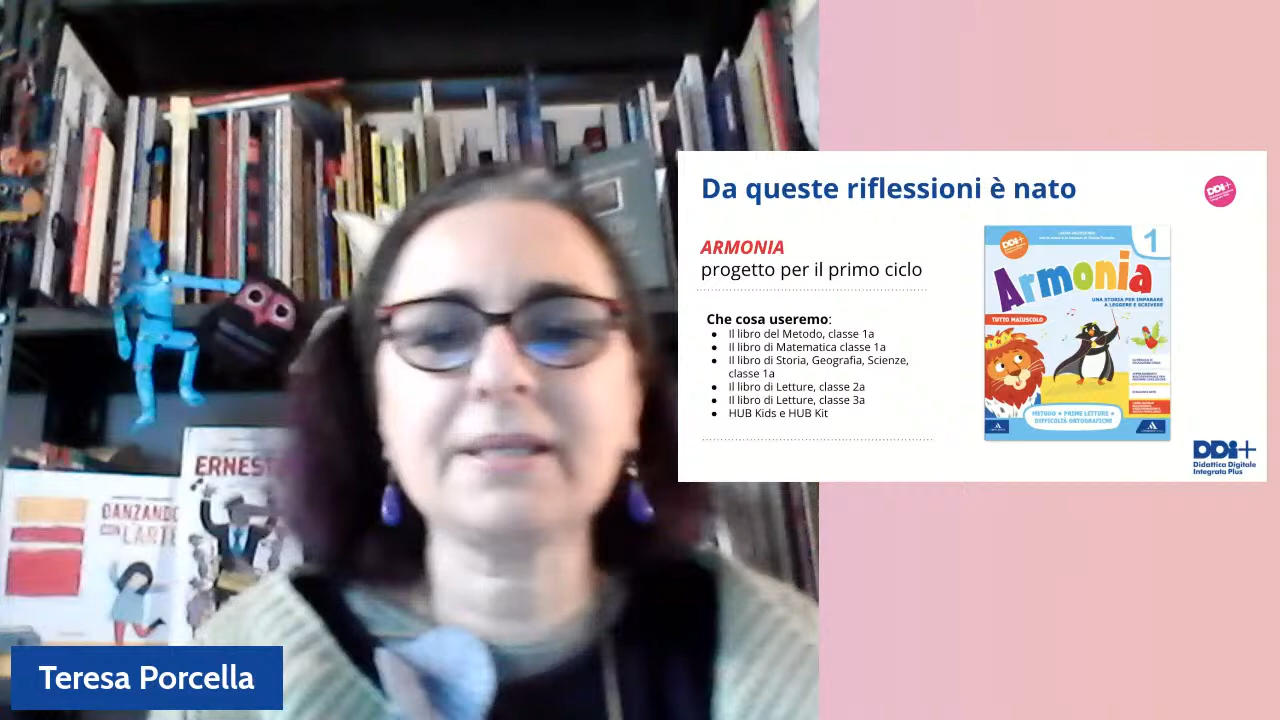 Da queste riflessioni è nato
DDI+
ARMONIA
progetto per il primo ciclo
Che cosa useremo:
● Il libro del Metodo, classe 1a
● Il libro di Matematica classe 1a
● Il libro di Storia, Geografia, Scienze,
classe 1a
● Il libro di Letture, classe 2a
● Il libro di Letture, classe 3a
● HUB Kids e HUB Kit
DDI+
1
Armonia
UNA STORIA PER IMPARARE
A LEGGERE E SCRIVERE
TUTTO MAIUSCOLO
METODO • PRIME LETTURE •
DIFFICOLTÀ ORTOGRAFICHE
DDI+
Didattica Digitale
Integrata Plus
ERNEST
DANZANDO
CON L'ARTE
Teresa Porcella